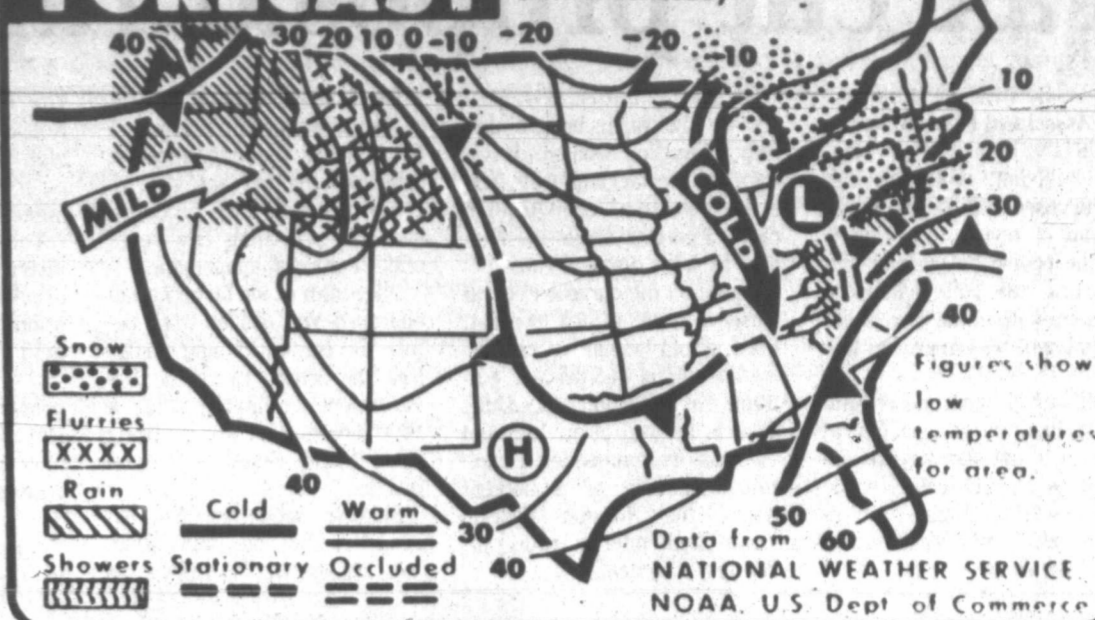 FORECAST
40 30 20 10 0 -10 -20 -20 -10
10
20
30
MILD
COLD
L
40
Snow
Flurries
XXXX
Rain
Showers
Cold
Warm
Stationary
Occluded
H
40
30
40
50
60
Figures show
low
temperatures
for area.
Data from
NATIONAL WEATHER SERVICE
NOAA, U.S. Dept of Commerce